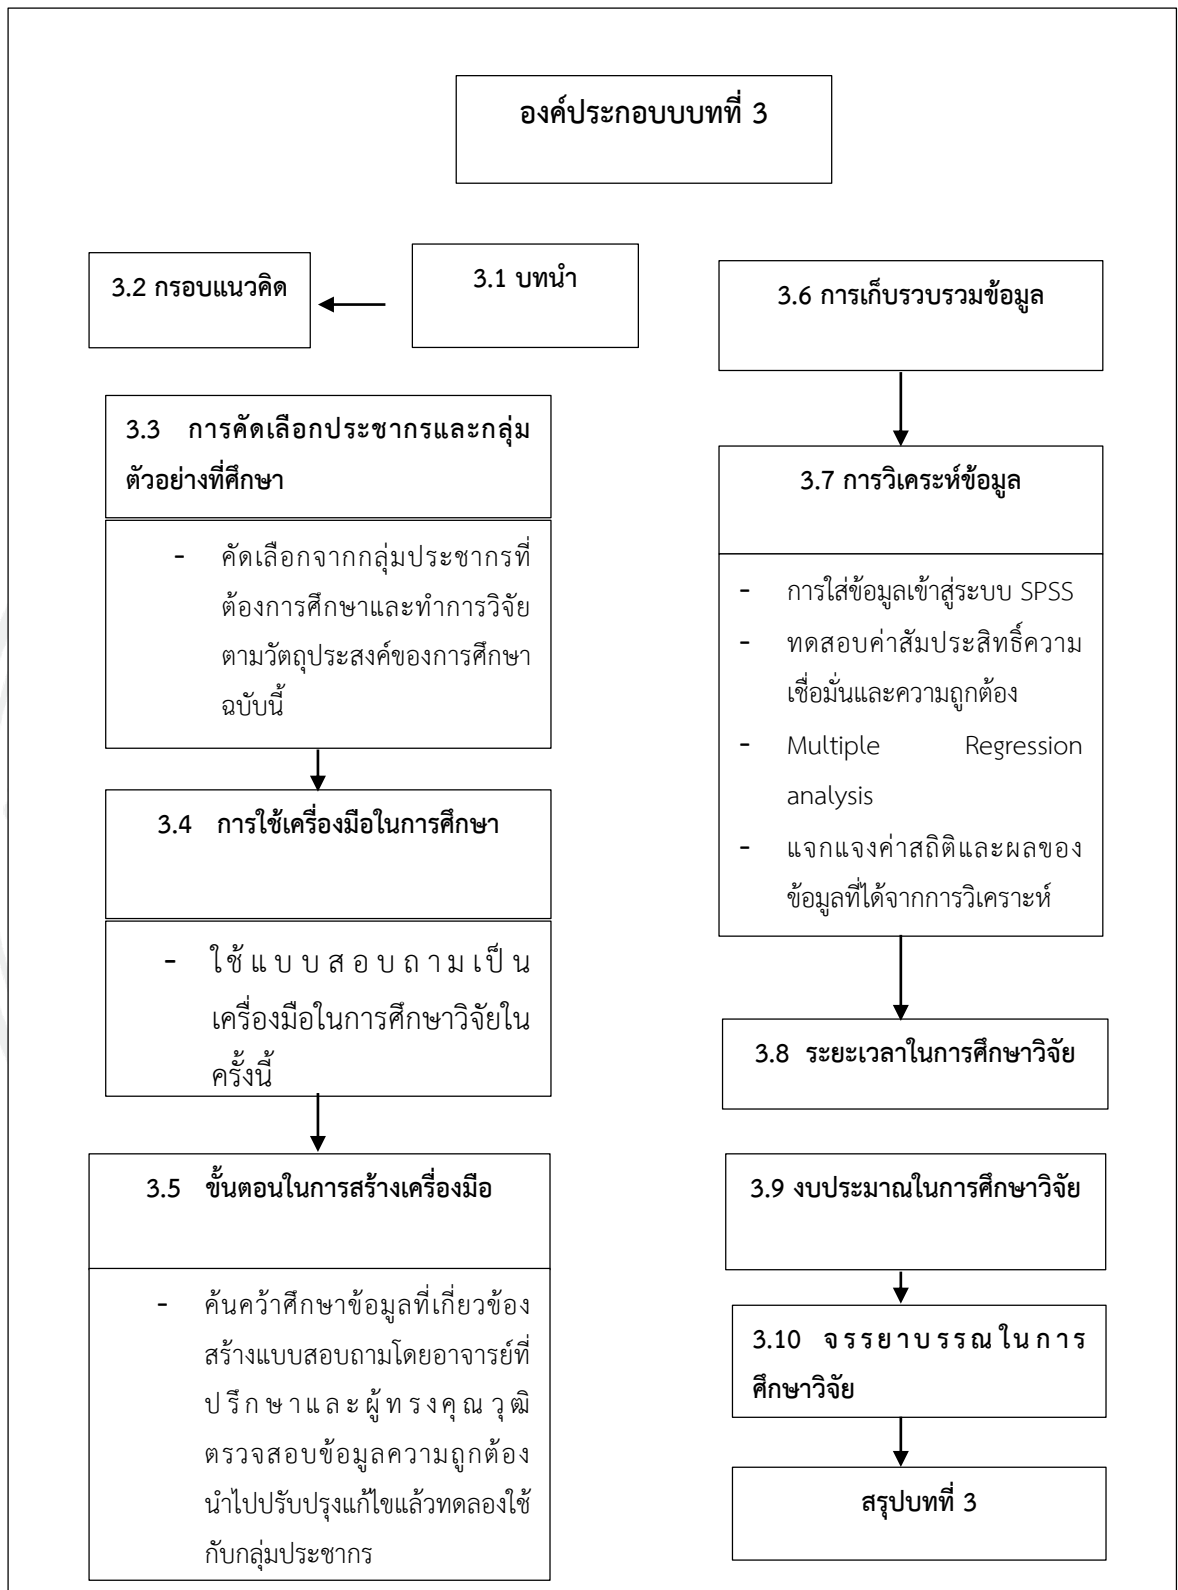 องค์ประกอบบบทที่ 3
3.1 บทนำ
3.2 กรอบแนวคิด
3.3 การคัดเลือกประชากรและกลุ่ม
ตัวอย่างที่ศึกษา
- คัดเลือกจากกลุ่มประชากรที่
ต้องการศึกษาและทำการวิจัย
ตามวัตถุประสงค์ของการศึกษา
ฉบับนี้
3.4 การใช้เครื่องมือในการศึกษา
- ใช้แบบสอบถามเป็น
เครื่องมือในการศึกษาวิจัยใน
ครั้งนี้
3.5 ขั้นตอนในการสร้างเครื่องมือ
- ค้นคว้าศึกษาข้อมูลที่เกี่ยวข้อง
สร้างแบบสอบถามโดยอาจารย์ที่
ปรึกษาและผู้ทรงคุณวุฒิ
ตรวจสอบข้อมูลความถูกต้อง
นำไปปรับปรุงแก้ไขแล้วทดลองใช้
กับกลุ่มประชากร
3.6 การเก็บรวบรวมข้อมูล
3.7 การวิเคระห์ข้อมูล
- การใส่ข้อมูลเข้าสู่ระบบ SPSS
- ทดสอบค่าสัมประสิทธิ์ความ
เชื่อมั่นและความถูกต้อง
- Multiple Regression
analysis
- แจกแจงค่าสถิติและผลของ
ข้อมูลที่ได้จากการวิเคราะห์
3.8 ระยะเวลาในการศึกษาวิจัย
3.9 งบประมาณในการศึกษาวิจัย
3.10 จรรยาบรรณในการ
ศึกษาวิจัย
สรุปบทที่ 3